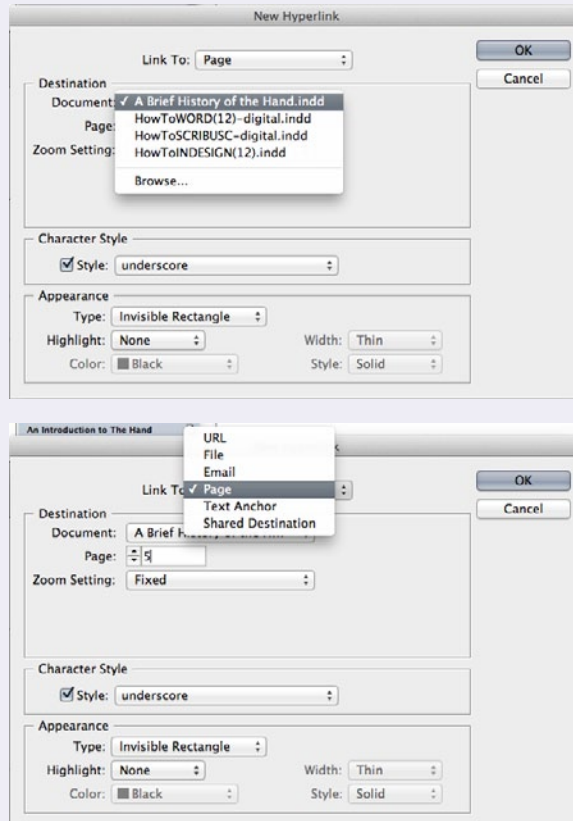 New Hyperlink
Link To: Page
OK
Cancel
Destination
Document: ✓ A Brief History of the Hand.indd
HowToWORD(12)-digital.indd
Page:
HowToSCRIBUSC-digital.indd
Zoom Setting:
HowToINDESIGN(12).indd
Browse...
Character Style
Style: underscore
Appearance
Type: Invisible Rectangle
Highlight: None Width: Thin
Color: Black Style: Solid
An Introduction to The Hand
URL
File
Email
Link To ✓ Page
Text Anchor
Shared Destination
OK
Cancel
Destination
Document: A Brief
Page: 5
Zoom Setting: Fixed
Character Style
Style: underscore
Appearance
Type: Invisible Rectangle
Highlight: None Width: Thin
Color: Black Style: Solid